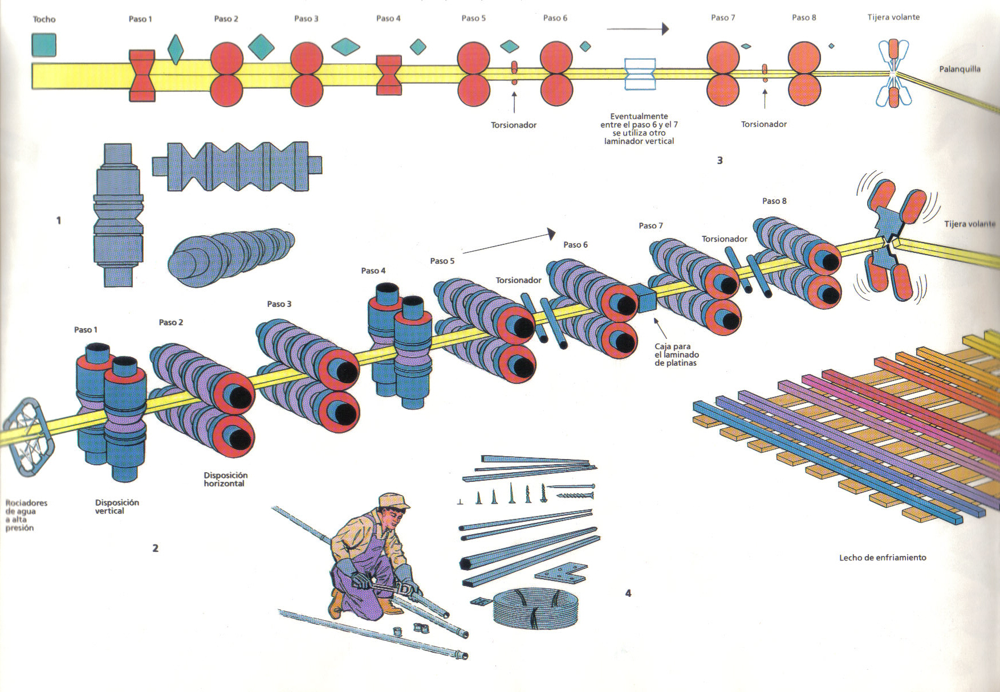 Tocho
Paso 1
Paso 2
Paso 3
Paso 4
Paso 5
Paso 6
Paso 7
Paso 8
Tijera volante
Palanquilla
Torsionador
Eventualmente
entre el paso 6 y el 7
se utiliza otro
laminador vertical
Torsionador
3
1
Paso 8
Tijera volante
Paso 7
Torsionador
Paso 6
Paso 5
Paso 4
Torsionador
Paso 3
Paso 2
Paso 1
Caja para
el laminado
de platinas
Disposición
horizontal
Rociadores
de agua
a alta
presión
Disposición
vertical
2
Lecho de enfriamiento
4